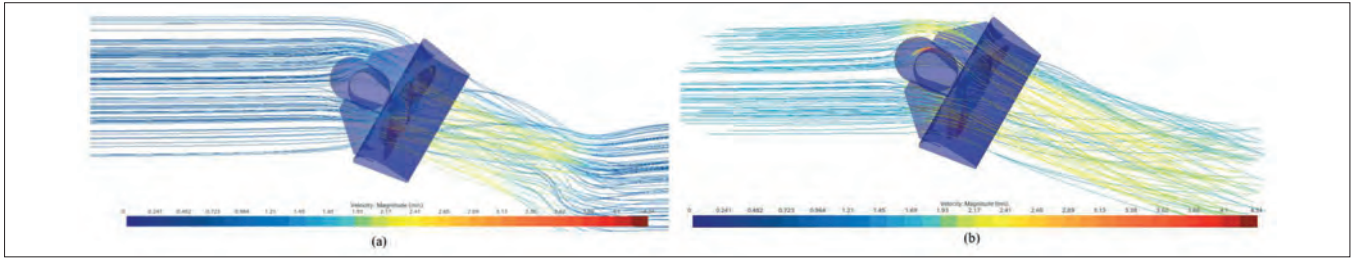 Velocity: Magnitude (m/s)
0 0.241 0.482 0.723 0.964 1.21 1.45 1.93 2.17 2.41 2.65 2.89 3.13
(a)
Velocity: Magnitude (m/s)
0 0.241 0.482 0.723 0.964 1.21 1.45 1.69 1.93 2.17 2.41 2.65 2.89 3.13 4.1
(b)